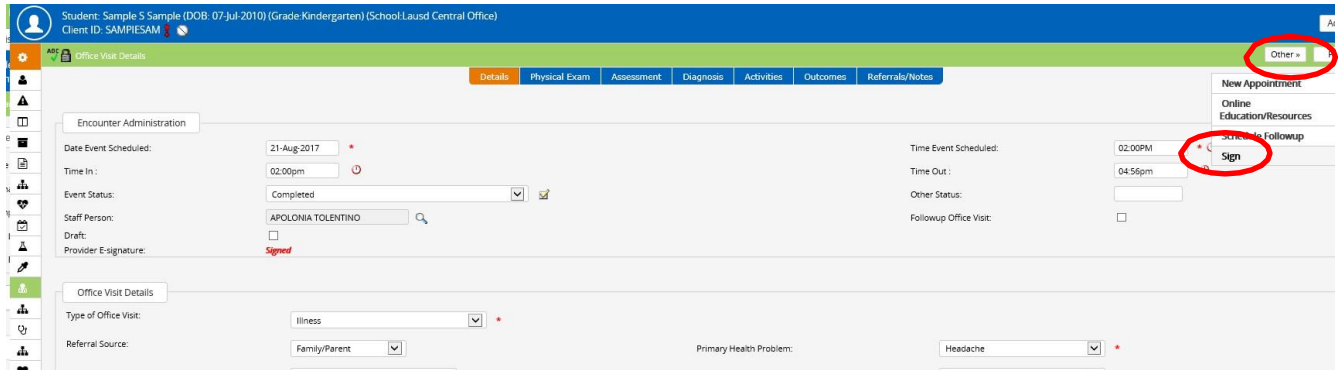 Student: Sample S Sample (DOB: 07-Jul-2010) (Grade:Kindergarten) (School:Lausd Central Office)
Client ID: SAMPIESAM
ABC Office Visit Details
Other »
Details Physical Exam Assessment Diagnosis Activities Outcomes Referrals/Notes
New Appointment
Online
Education/Resources
Schedule Followup
Sign
Encounter Administration
Date Event Scheduled: 21-Aug-2017 * Time Event Scheduled: 02:00PM *
Time In : 02:00pm Time Out : 04:56pm
Event Status: Completed Other Status:
Staff Person: APOLONIA TOLENTINO Followup Office Visit:
Draft:
Provider E-signature: Signed
Office Visit Details
Type of Office Visit: Illness *
Referral Source: Family/Parent Primary Health Problem: Headache *